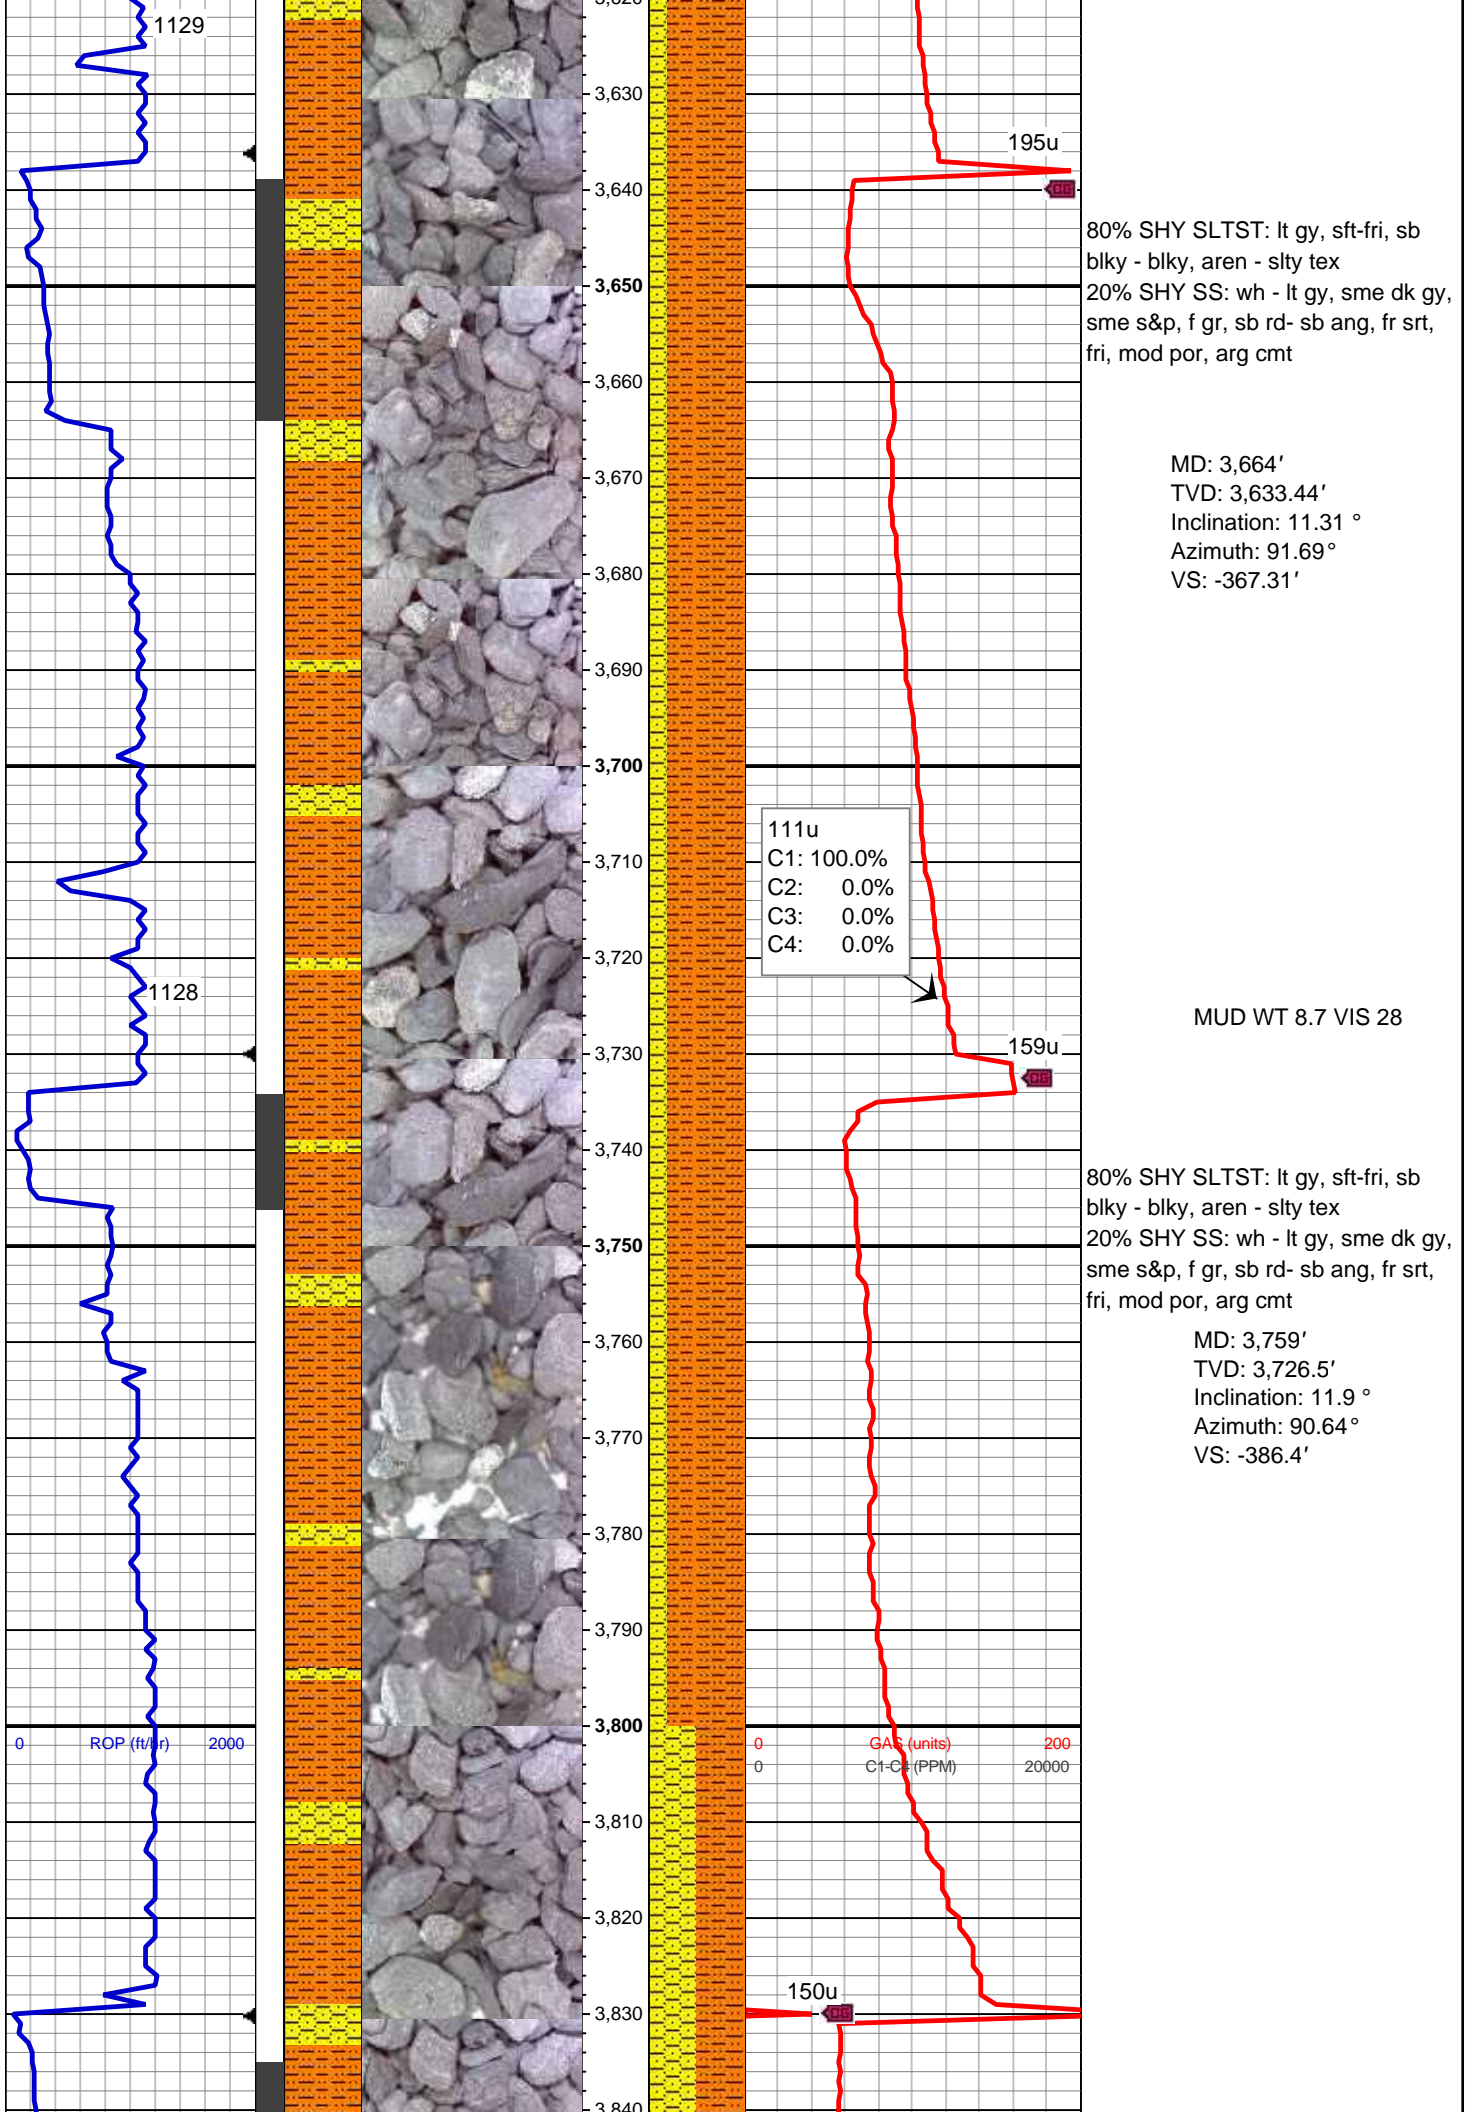 3,620
1129
3,630
195u
3,640
CG
80% SHY SLTST: lt gy, sft-fri, sb
blky - blky, aren - slty tex
20% SHY SS: wh - lt gy, sme dk gy,
sme s&p, f gr, sb rd- sb ang, fr srt,
fri, mod por, arg cmt
3,650
3,660
MD: 3,664'
TVD: 3,633.44'
Inclination: 11.31 °
Azimuth: 91.69°
VS: -367.31'
3,670
3,680
3,690
3,700
111u
C1: 100.0%
C2: 0.0%
C3: 0.0%
C4: 0.0%
3,710
3,720
1128
MUD WT 8.7 VIS 28
3,730
159u
CG
3,740
80% SHY SLTST: lt gy, sft-fri, sb
blky - blky, aren - slty tex
20% SHY SS: wh - lt gy, sme dk gy,
sme s&p, f gr, sb rd- sb ang, fr srt,
fri, mod por, arg cmt
3,750
3,760
MD: 3,759'
TVD: 3,726.5'
Inclination: 11.9 °
Azimuth: 90.64°
VS: -386.4'
3,770
3,780
3,790
3,800
0 ROP (ft/hr) 2000
0 GAS (units) 200
0 C1-C4 (PPM) 20000
3,810
3,820
150u
CG
3,830
3,840